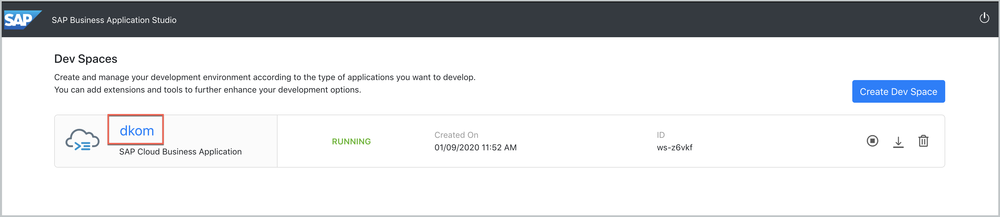 SAP
SAP Business Application Studio
Dev Spaces
Create and manage your development environment according to the type of applications you want to develop.
You can add extensions and tools to further enhance your development options.
Create Dev Space
dkom
SAP Cloud Business Application
RUNNING
Created On
01/09/2020 11:52 AM
ID
ws-z6vkf